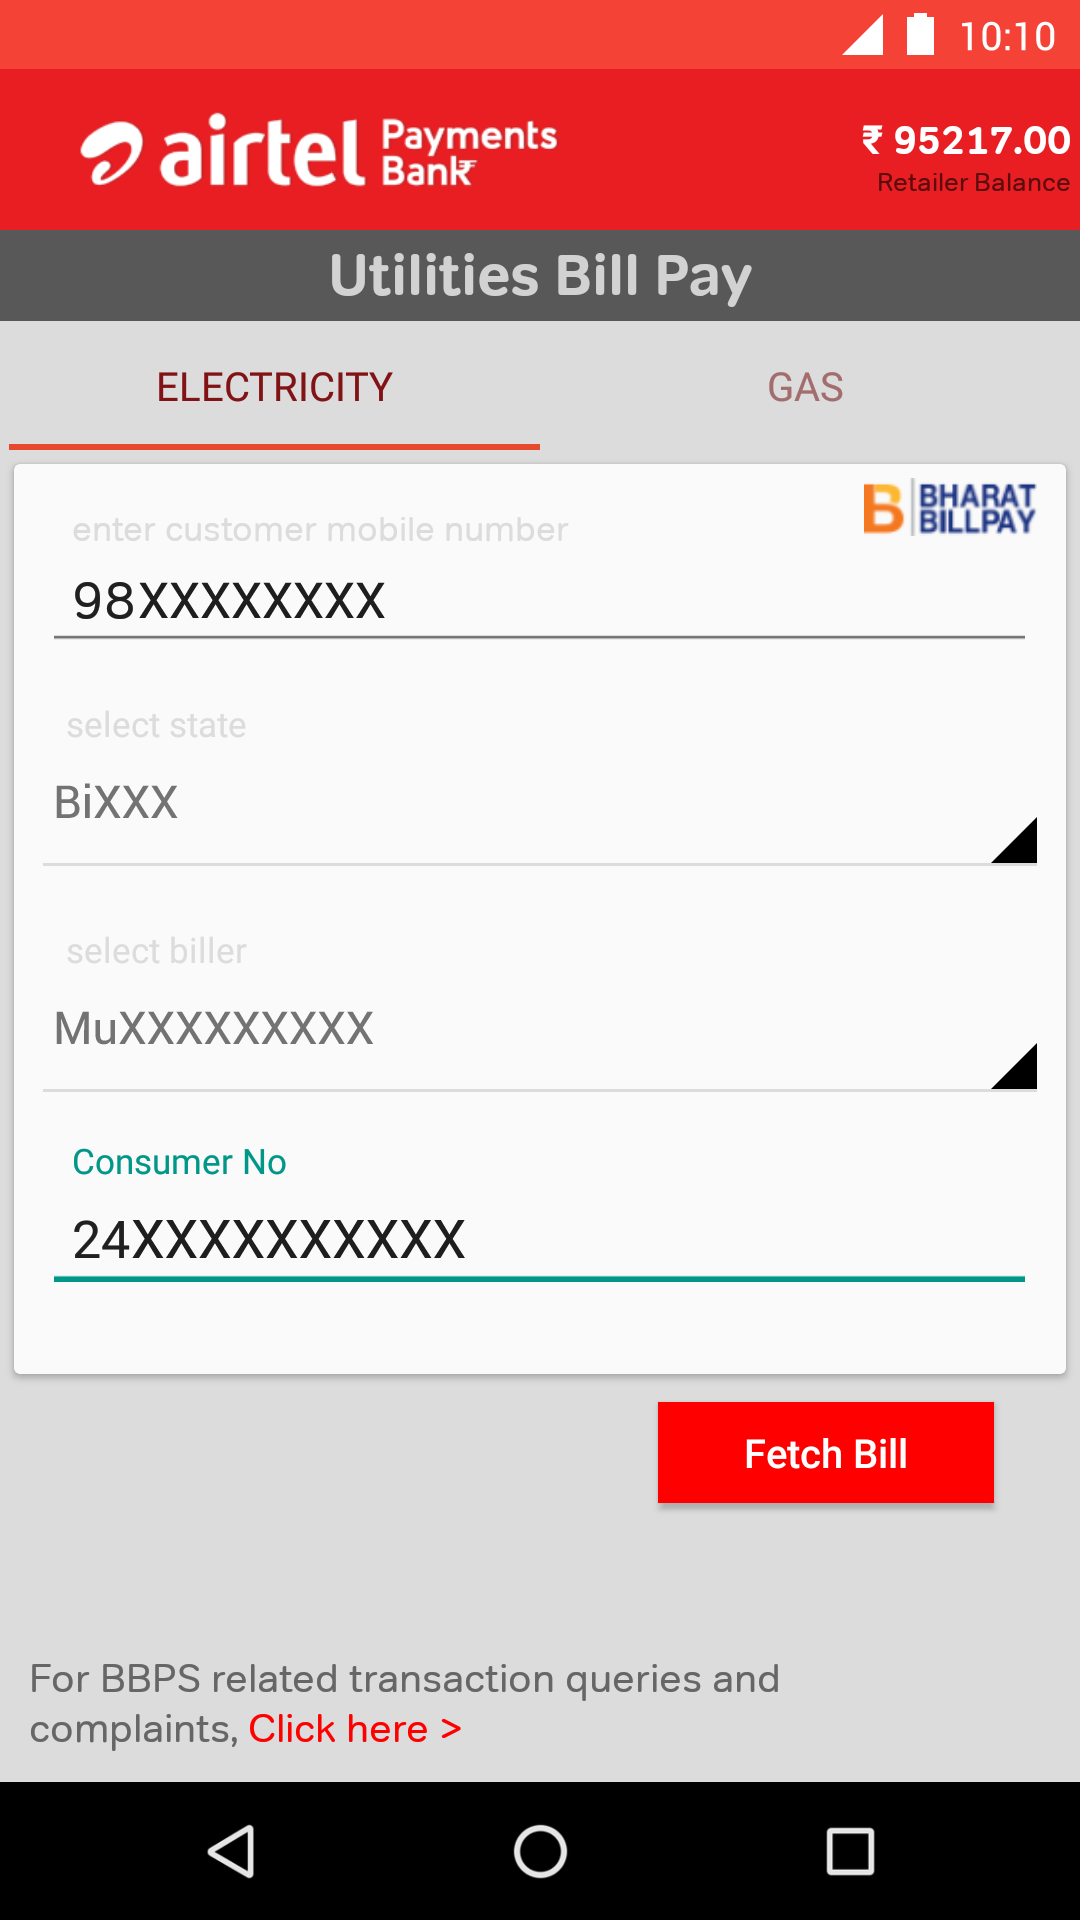 10:10
airtel Payments Bank
₹ 95217.00
Retailer Balance
Utilities Bill Pay
ELECTRICITY
GAS
BHARAT
BILLPAY
enter customer mobile number
98XXXXXXXX
select state
BiXXX
select biller
MuXXXXXXXXX
Consumer No
24XXXXXXXXXX
Fetch Bill
For BBPS related transaction queries and
complaints, Click here >